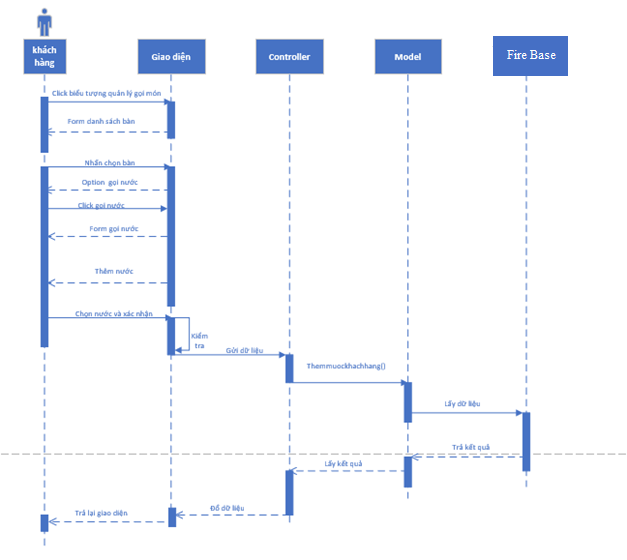 khách
hàng
Giao diện
Controller
Model
Fire Base
Click biểu tượng quản lý gọi món
Form danh sách bàn
Nhấn chọn bàn
Option gọi nước
Click gọi nước
Form gọi nước
Thêm nước
Chọn nước và xác nhận
Kiểm
tra
Gửi dữ liệu
Themmuockhachhang()
Lấy dữ liệu
Trả kết quả
Lấy kết quả
Đổ dữ liệu
Trả lại giao diện